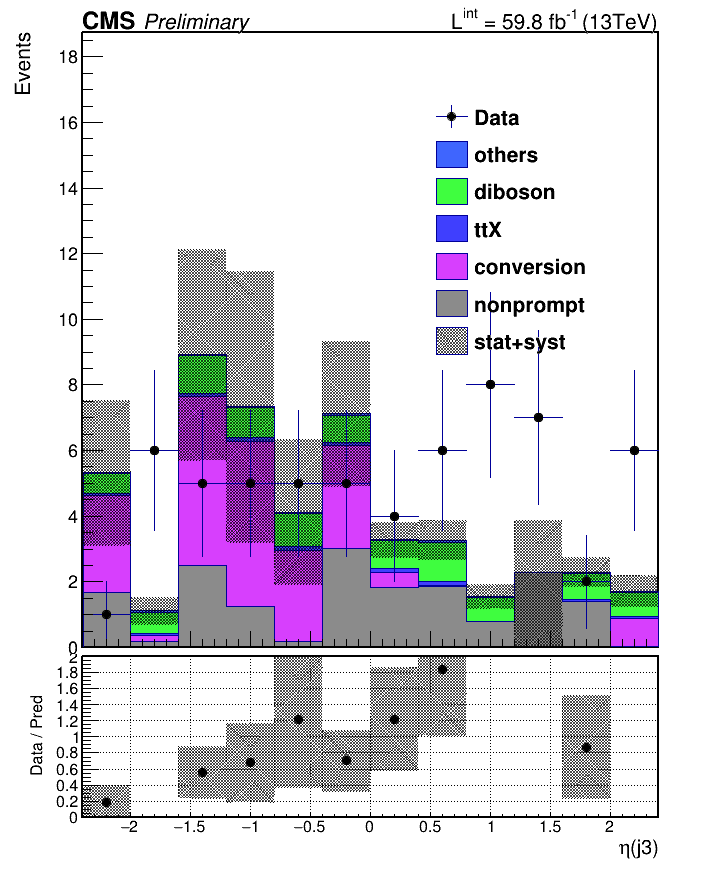 CMS Preliminary L^int = 59.8 fb^-1 (13TeV)
Events
18
16
14
12
10
8
6
4
2
0
Data
others
diboson
ttX
conversion
nonprompt
stat+syst
Data / Pred
2
1.8
1.6
1.4
1.2
1
0.8
0.6
0.4
0.2
0
−2 −1.5 −1 −0.5 0 0.5 1 1.5 2
η(j3)